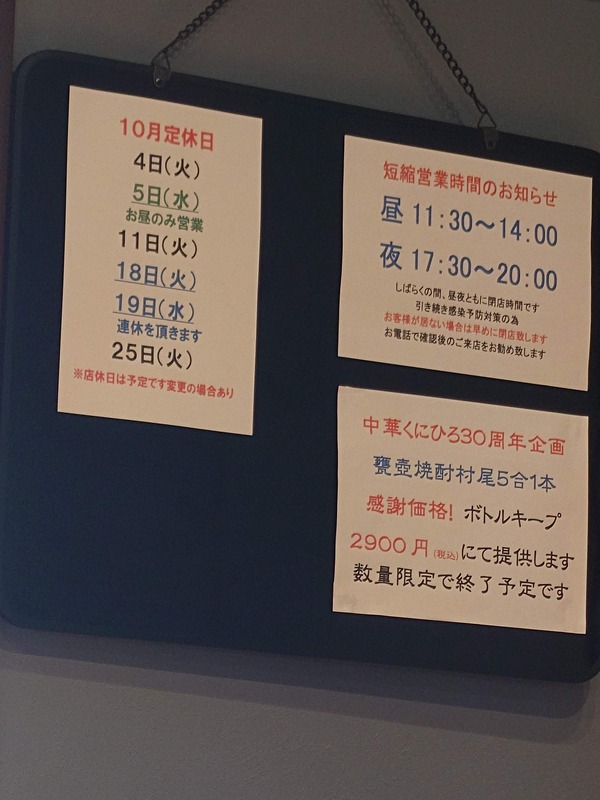 10月定休日
4日(火)
5日(水)
お昼のみ営業
11日(火)
18日(火)
19日(水)
連休を頂きます
25日(火)
※店休日は予定です変更の場合あり
短縮営業時間のお知らせ
昼 11:30～14:00
夜 17:30～20:00
しばらくの間、昼夜ともに閉店時間です
引き続き感染予防対策の為
お客様が居ない場合は早めに閉店致します
お電話で確認後のご来店をお勧め致します
中華くにひろ30周年企画
甕壺焼酎村尾5合1本
感謝価格! ボトルキープ
2900円(税込)にて提供します
数量限定で終了予定です